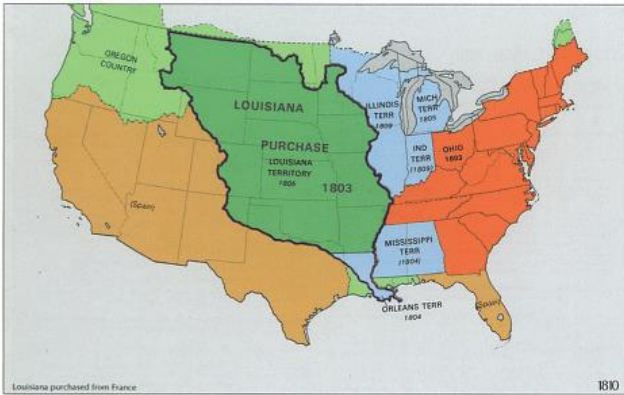 OREGON
COUNTRY
LOUISIANA
PURCHASE
LOUISIANA
TERRITORY
1805
1803
ILLINOIS
TERR
1809
MICH
TERR
1805
IND
TERR
(1809)
OHIO
1803
MISSISSIPPI
TERR
(1804)
ORLEANS TERR
1804
(Spain)
(Spain)
Louisiana purchased from France
1810